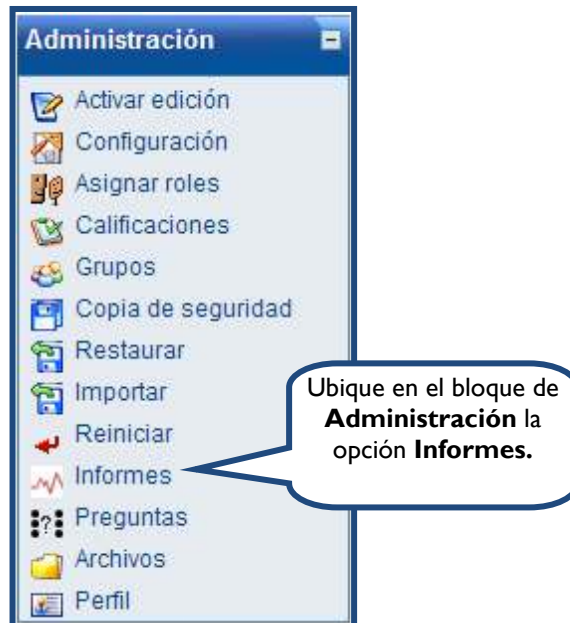 Administración
Activar edición
Configuración
Asignar roles
Calificaciones
Grupos
Copia de seguridad
Restaurar
Importar
Reiniciar
Informes
Preguntas
Archivos
Perfil
Ubique en el bloque de
Administración la
opción Informes.